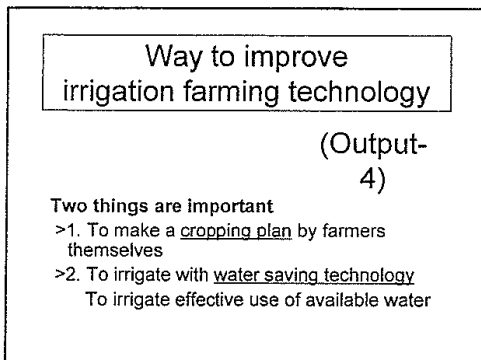 Way to improve
irrigation farming technology
(Output-
4)
Two things are important
>1. To make a cropping plan by farmers
themselves
>2. To irrigate with water saving technology
To irrigate effective use of available water